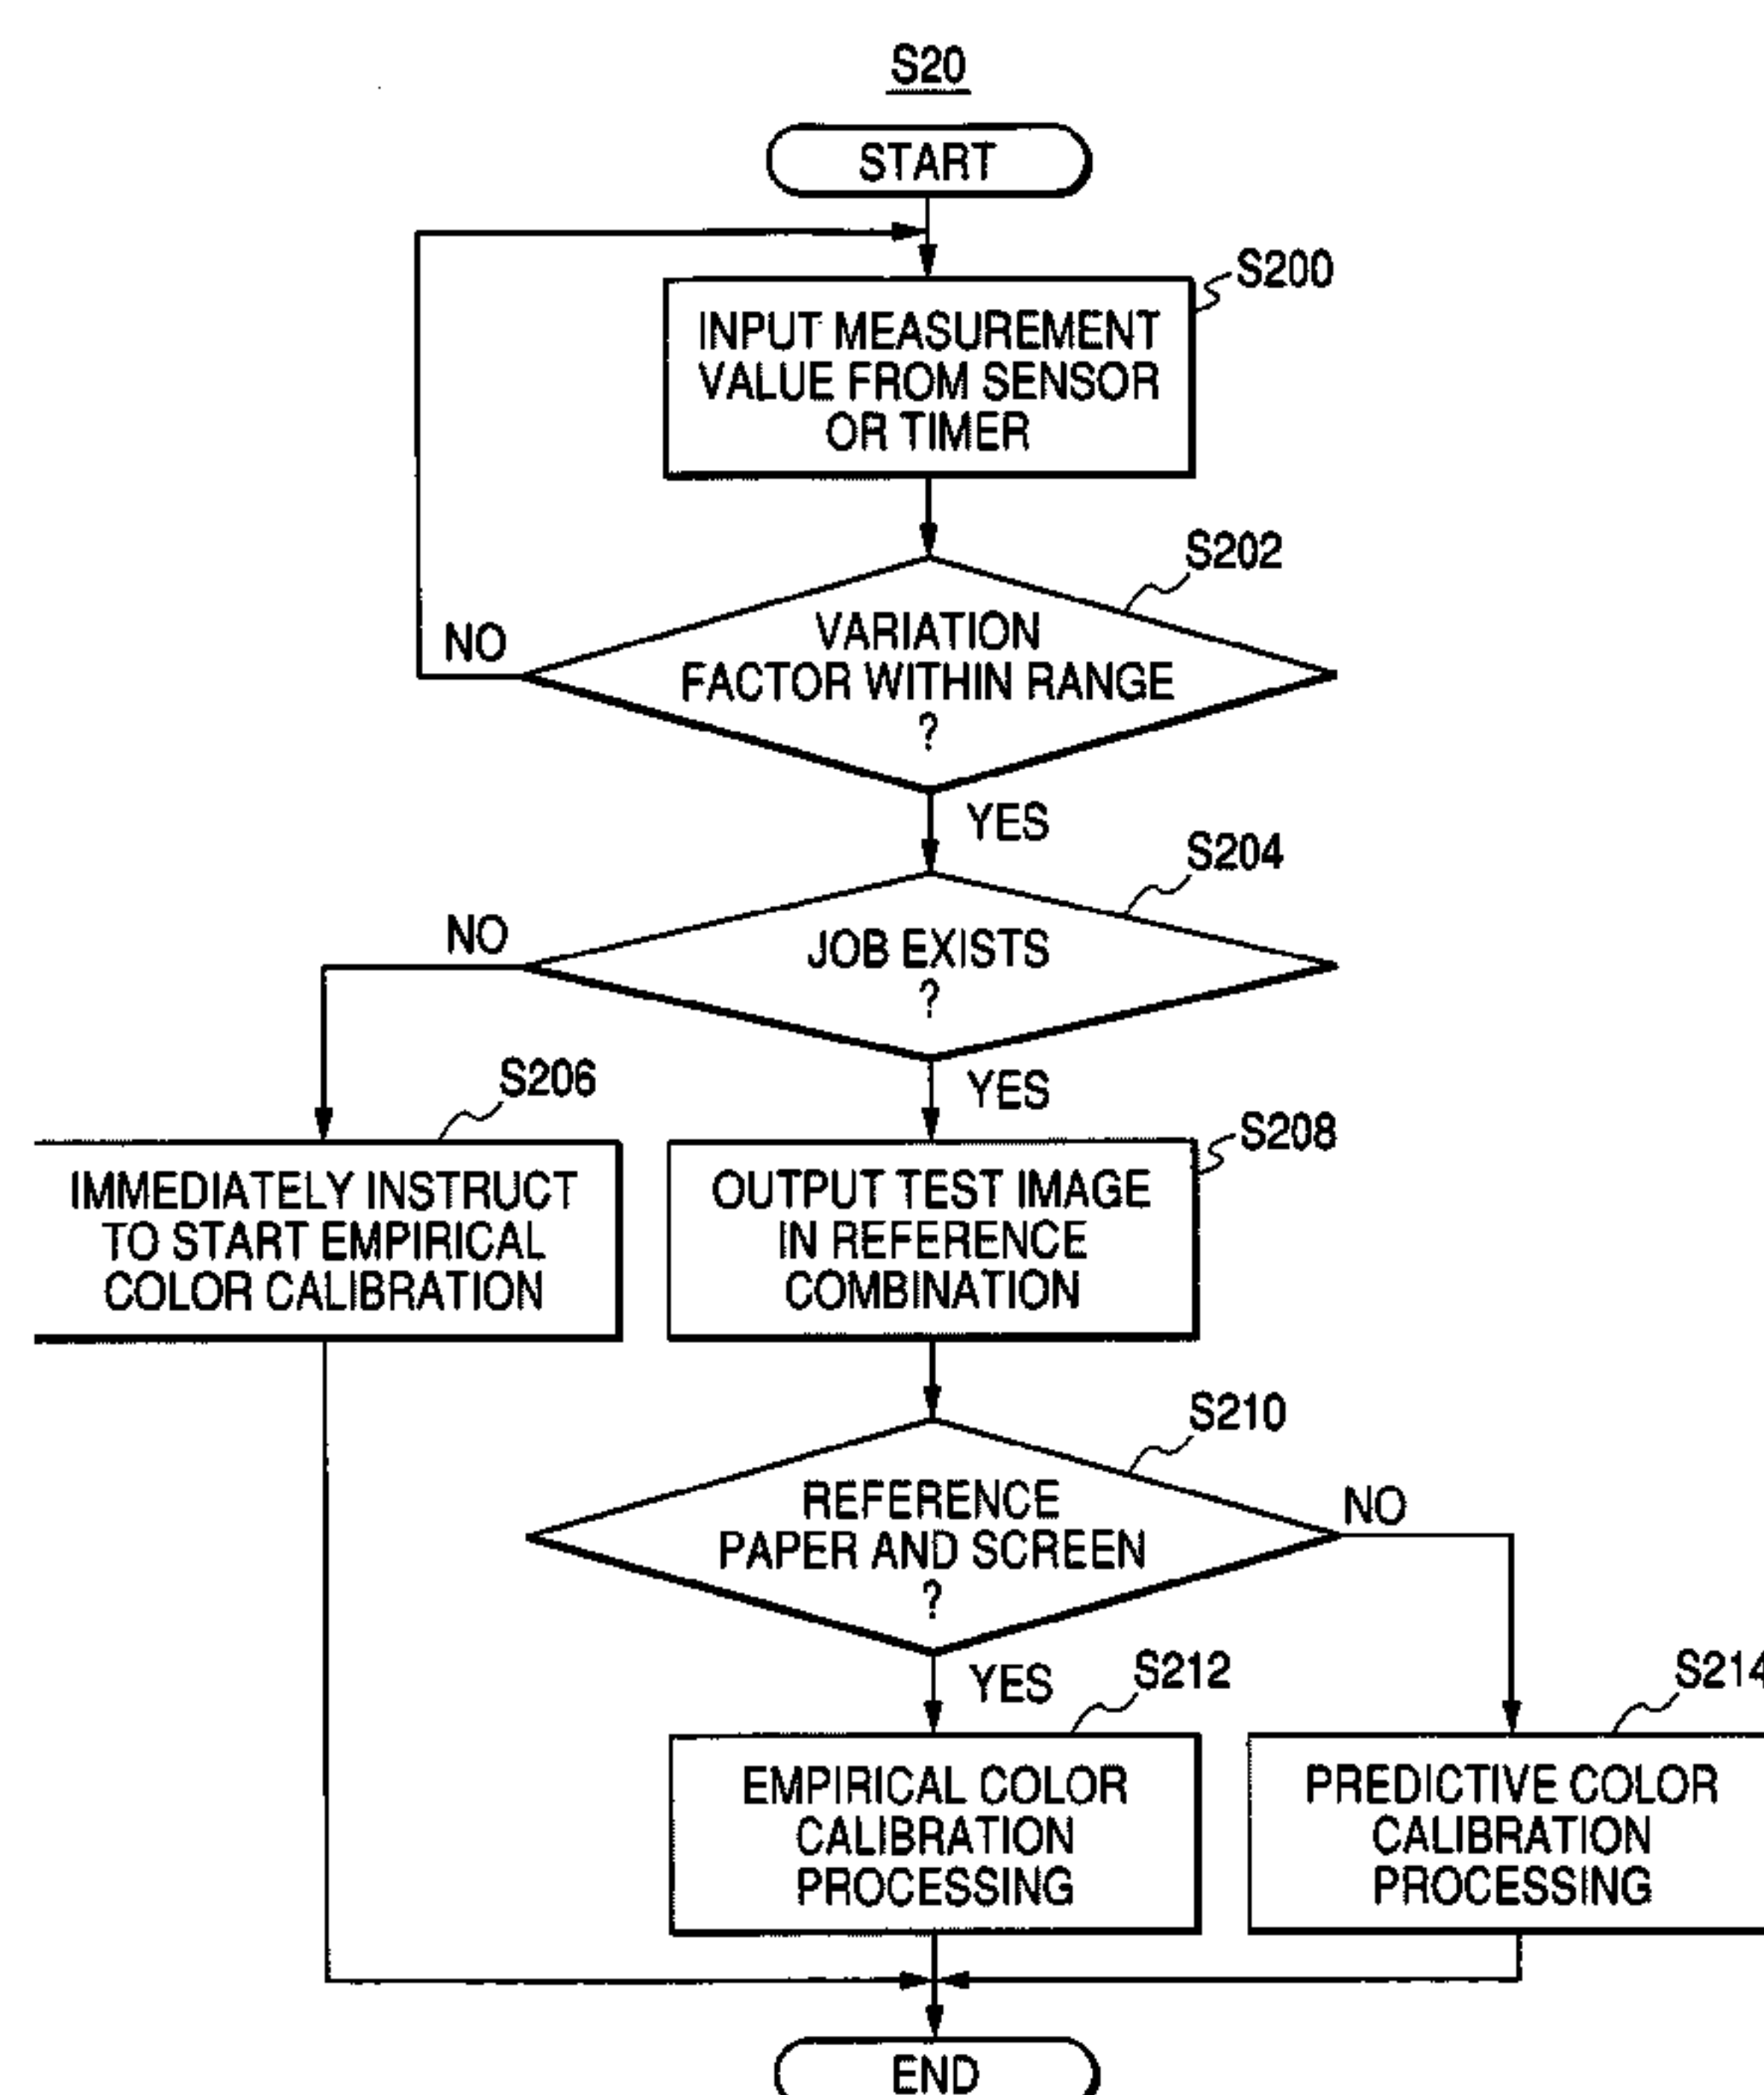 S20
START
S200
INPUT MEASUREMENT
VALUE FROM SENSOR
OR TIMER
S202
VARIATION
FACTOR WITHIN RANGE
?
NO
YES
S204
JOB EXISTS
?
NO
YES
S206
IMMEDIATELY INSTRUCT
TO START EMPIRICAL
COLOR CALIBRATION
S208
OUTPUT TEST IMAGE
IN REFERENCE
COMBINATION
S210
REFERENCE
PAPER AND SCREEN
?
NO
YES
S212
EMPIRICAL COLOR
CALIBRATION
PROCESSING
S214
PREDICTIVE COLOR
CALIBRATION
PROCESSING
END